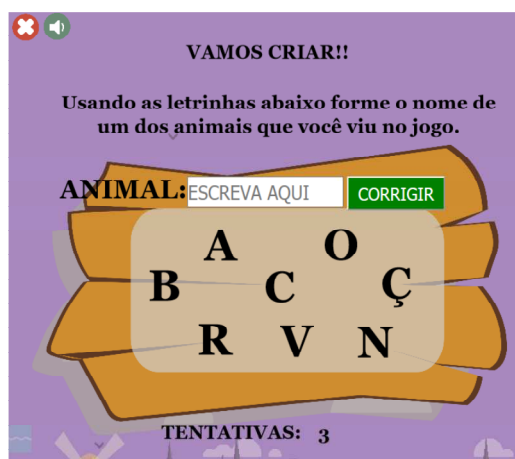 VAMOS CRIAR!!
Usando as letrinhas abaixo forme o nome de
um dos animais que você viu no jogo.
ANIMAL: ESCREVA AQUI CORRIGIR
A O
B C Ç
R V N
TENTATIVAS: 3